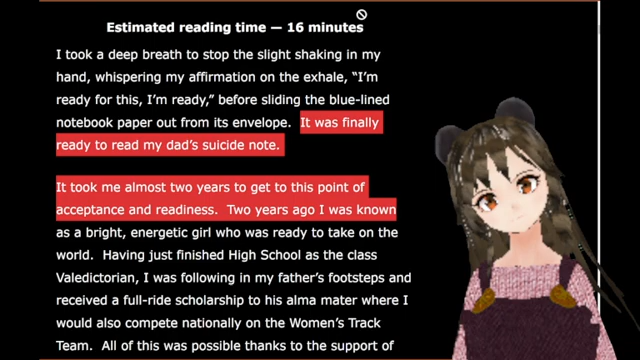 Estimated reading time — 16 minutes
I took a deep breath to stop the slight shaking in my
hand, whispering my affirmation on the exhale, “I’m
ready for this, I’m ready,” before sliding the blue-lined
notebook paper out from its envelope.  It was finally
ready to read my dad’s suicide note.
It took me almost two years to get to this point of
acceptance and readiness.  Two years ago I was known
as a bright, energetic girl who was ready to take on the
world.  Having just finished High School as the class
Valedictorian, I was following in my father’s footsteps and
received a full-ride scholarship to his alma mater where I
would also compete nationally on the Women’s Track
Team.  All of this was possible thanks to the support of